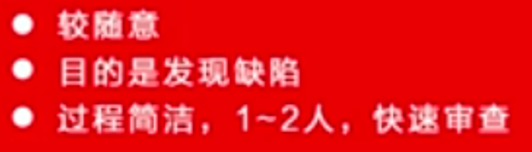 ● 较随意
● 目的是发现缺陷
● 过程简洁，1~2人，快速审查